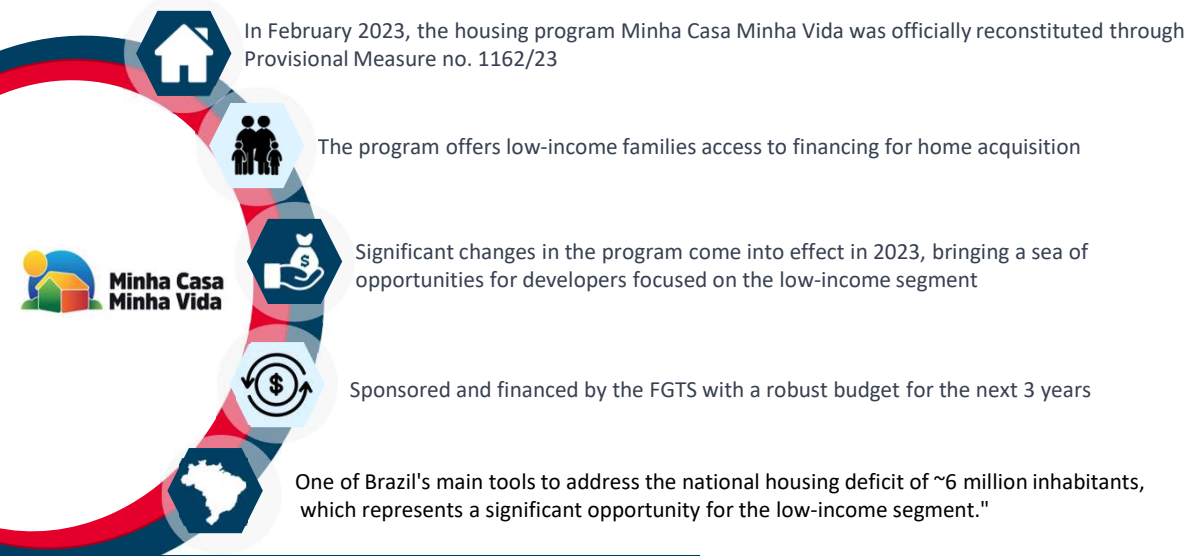 In February 2023, the housing program Minha Casa Minha Vida was officially reconstituted through
Provisional Measure no. 1162/23
The program offers low-income families access to financing for home acquisition
Significant changes in the program come into effect in 2023, bringing a sea of
opportunities for developers focused on the low-income segment
Minha Casa
Minha Vida
Sponsored and financed by the FGTS with a robust budget for the next 3 years
One of Brazil's main tools to address the national housing deficit of ~6 million inhabitants,
which represents a significant opportunity for the low-income segment."